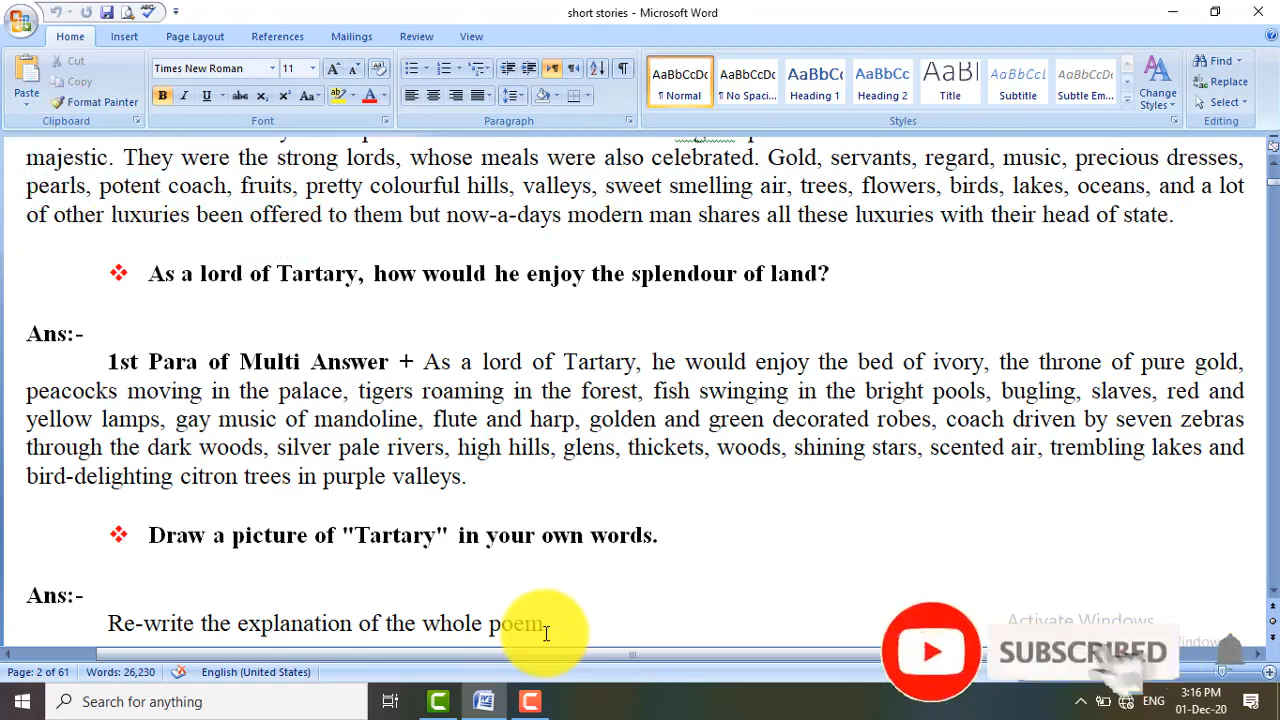 short stories - Microsoft Word
Home Insert Page Layout References Mailings Review View
Paste
Cut
Copy
Format Painter
Clipboard
Times New Roman 11
B I U abc X₂ X² Aa
Font
Paragraph
AaBbCcDc AaBbCcDc AaBbCc AaBbCc AaBl AaBbCcL AaBbCcDc
¶ Normal ¶ No Spaci... Heading 1 Heading 2 Title Subtitle Subtle Em...
Change
Styles
Styles
Find
Replace
Select
Editing
majestic. They were the strong lords, whose meals were also celebrated. Gold, servants, regard, music, precious dresses,
pearls, potent coach, fruits, pretty colourful hills, valleys, sweet smelling air, trees, flowers, birds, lakes, oceans, and a lot
of other luxuries been offered to them but now-a-days modern man shares all these luxuries with their head of state.
❖ As a lord of Tartary, how would he enjoy the splendour of land?
Ans:-
1st Para of Multi Answer + As a lord of Tartary, he would enjoy the bed of ivory, the throne of pure gold,
peacocks moving in the palace, tigers roaming in the forest, fish swinging in the bright pools, bugling, slaves, red and
yellow lamps, gay music of mandoline, flute and harp, golden and green decorated robes, coach driven by seven zebras
through the dark woods, silver pale rivers, high hills, glens, thickets, woods, shining stars, scented air, trembling lakes and
bird-delighting citron trees in purple valleys.
❖ Draw a picture of "Tartary" in your own words.
Ans:-
Re-write the explanation of the whole poem.
Activate Windows
Windows
SUBSCRIBED
Page: 2 of 61 Words: 26,230 English (United States)
Search for anything
ENG
3:16 PM
01-Dec-20